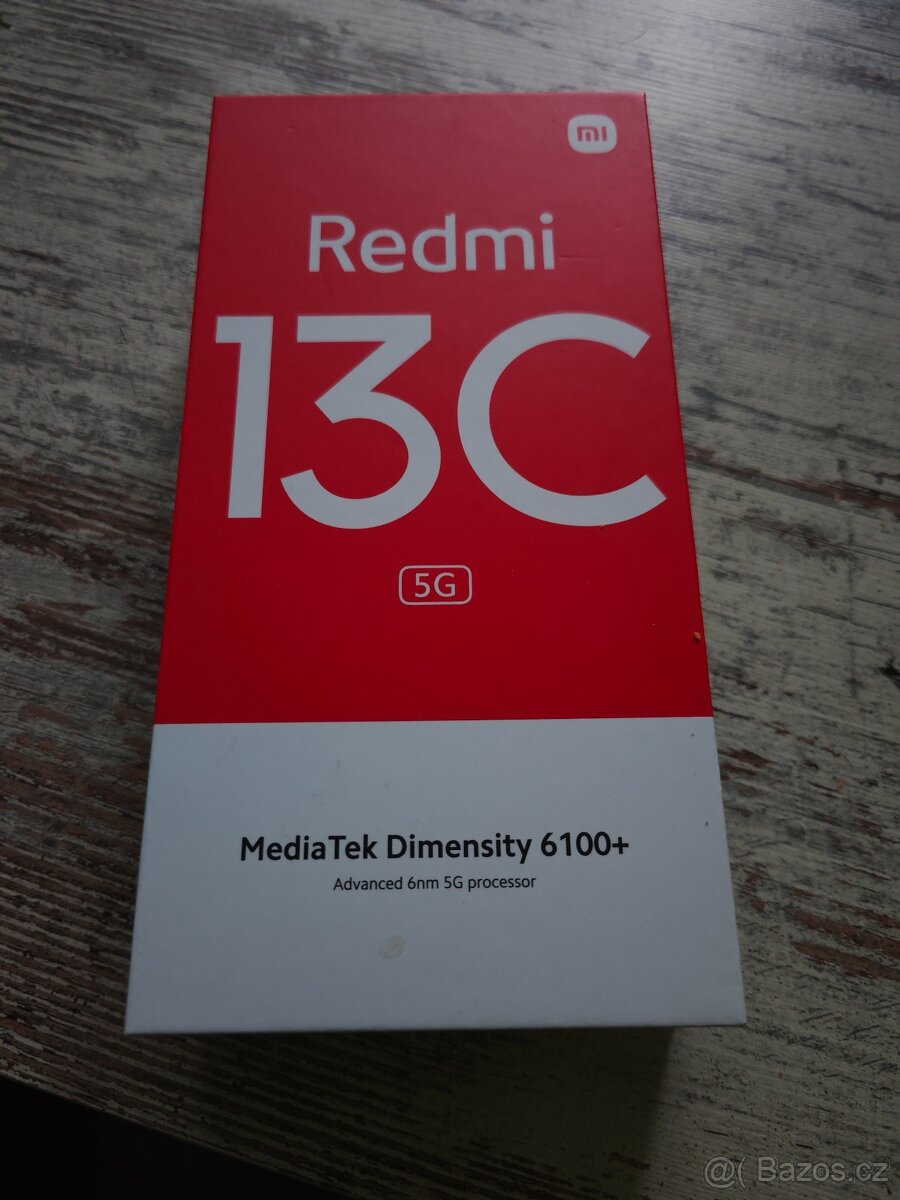 mi
Redmi
13C
5G
MediaTek Dimensity 6100+
Advanced 6nm 5G processor
@( Bazos.cz